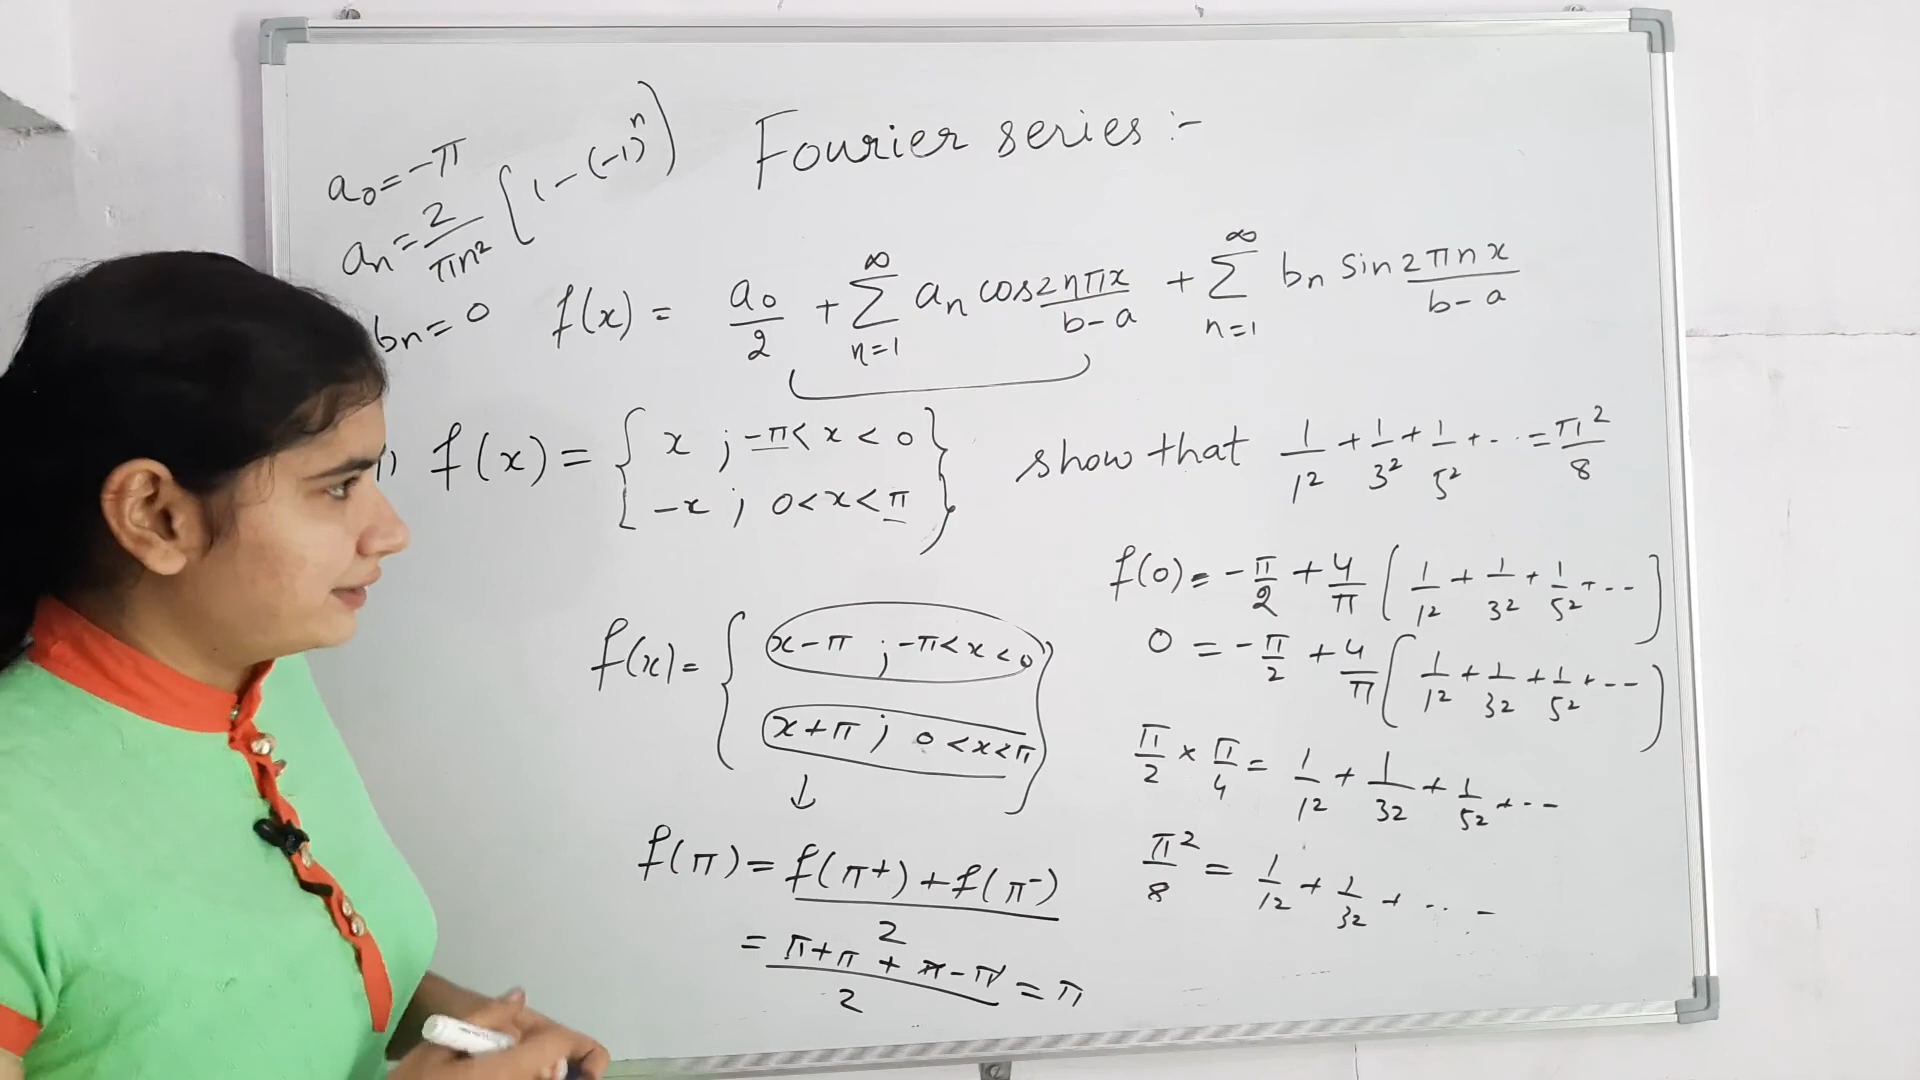 Fourier series :-
a₀ = -π
aₙ = 2/πn² [1 - (-1)ⁿ]
bₙ = 0
f(x) = a₀/2 + ∑_{n=1}^{∞} aₙ cos 2nπx/(b-a) + ∑_{n=1}^{∞} bₙ sin 2πnx/(b-a)
1) f(x) = { x ; -π < x < 0
-x ; 0 < x < π } show that 1/1² + 1/3² + 1/5² + ... = π²/8
f(x) = { x - π ; -π < x < 0
x + π ; 0 < x < π }
↓
f(π) = (f(π⁺) + f(π⁻))/2
= (π + π + π - π)/2 = π
f(0) = -π/2 + 4/π [1/1² + 1/3² + 1/5² + ...]
0 = -π/2 + 4/π [1/1² + 1/3² + 1/5² + --]
π/2 × π/4 = 1/1² + 1/3² + 1/5² + ---
π²/8 = 1/1² + 1/3² + ... -